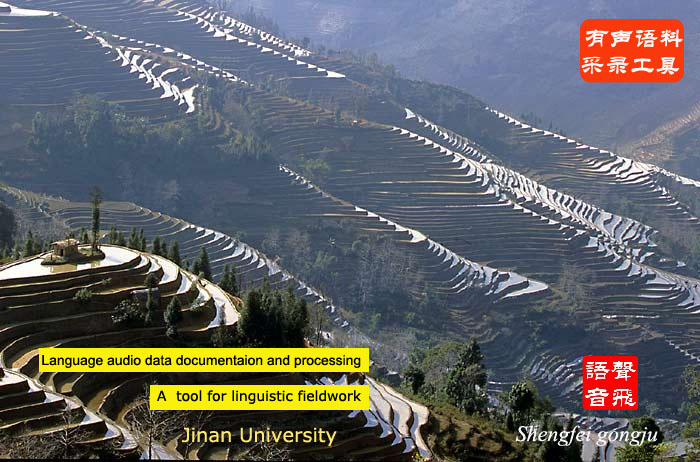 有声语料
采录工具
Language audio data documentaion and processing
A tool for linguistic fieldwork
Jinan University
聲飛
語音
Shengfei gongju